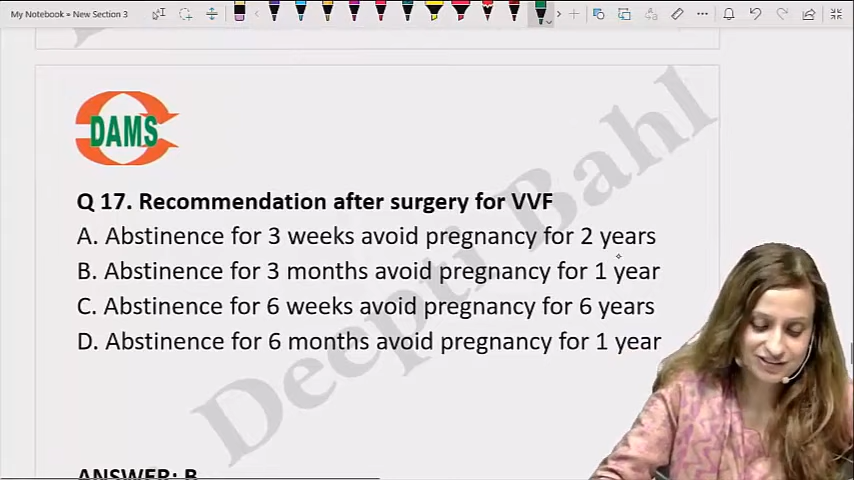 My Notebook = New Section 3
DAMS
Deepti Bahl
Q 17. Recommendation after surgery for VVF
A. Abstinence for 3 weeks avoid pregnancy for 2 years
B. Abstinence for 3 months avoid pregnancy for 1 year
C. Abstinence for 6 weeks avoid pregnancy for 6 years
D. Abstinence for 6 months avoid pregnancy for 1 year
ANSWER: B